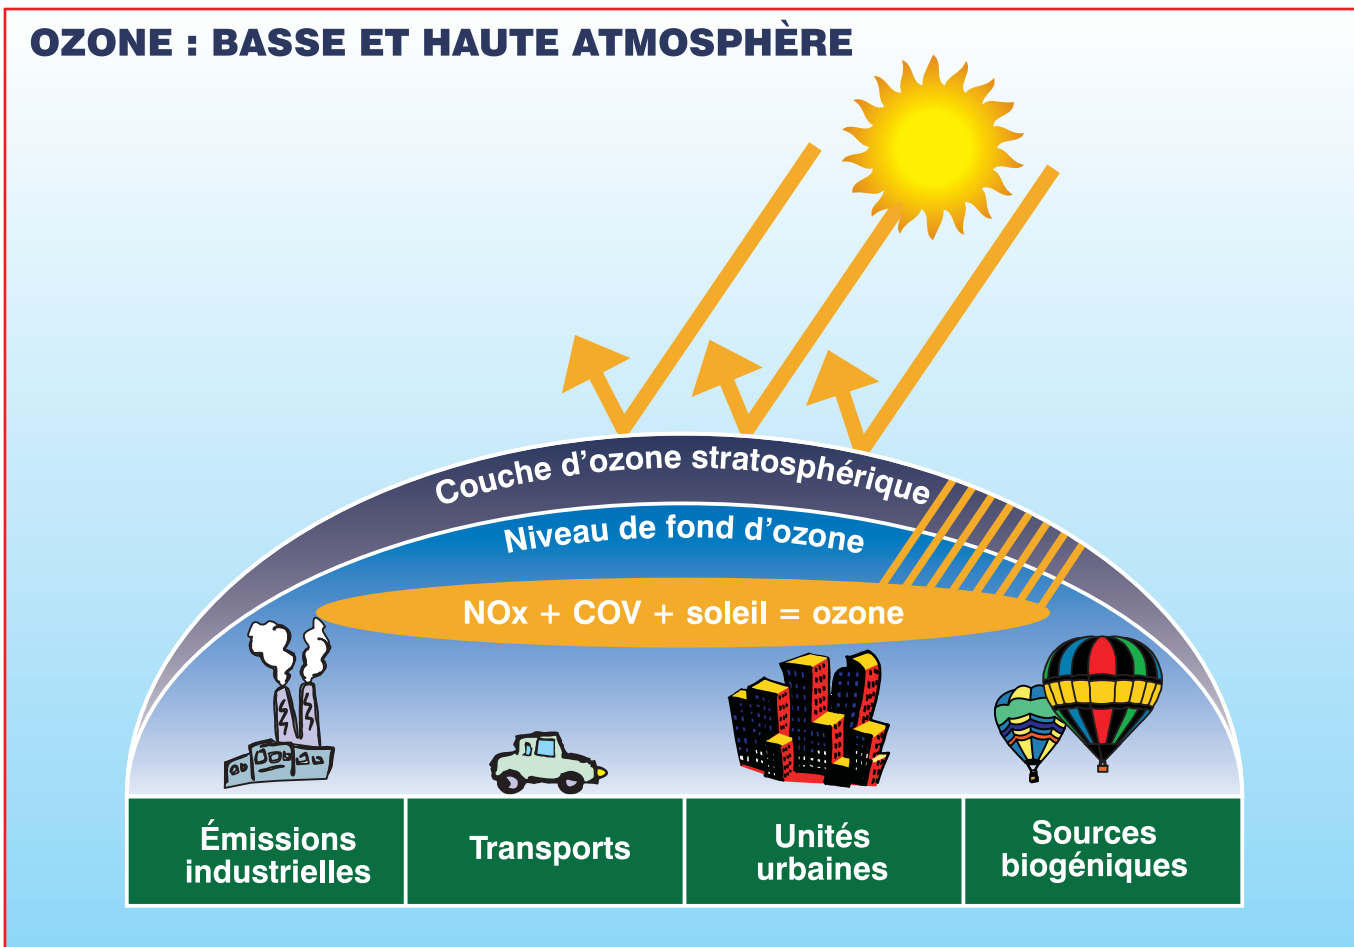 OZONE : BASSE ET HAUTE ATMOSPHÈRE
Couche d’ozone stratosphérique
Niveau de fond d’ozone
NOx + COV + soleil = ozone
Émissions
industrielles
Transports
Unités
urbaines
Sources
biogéniques